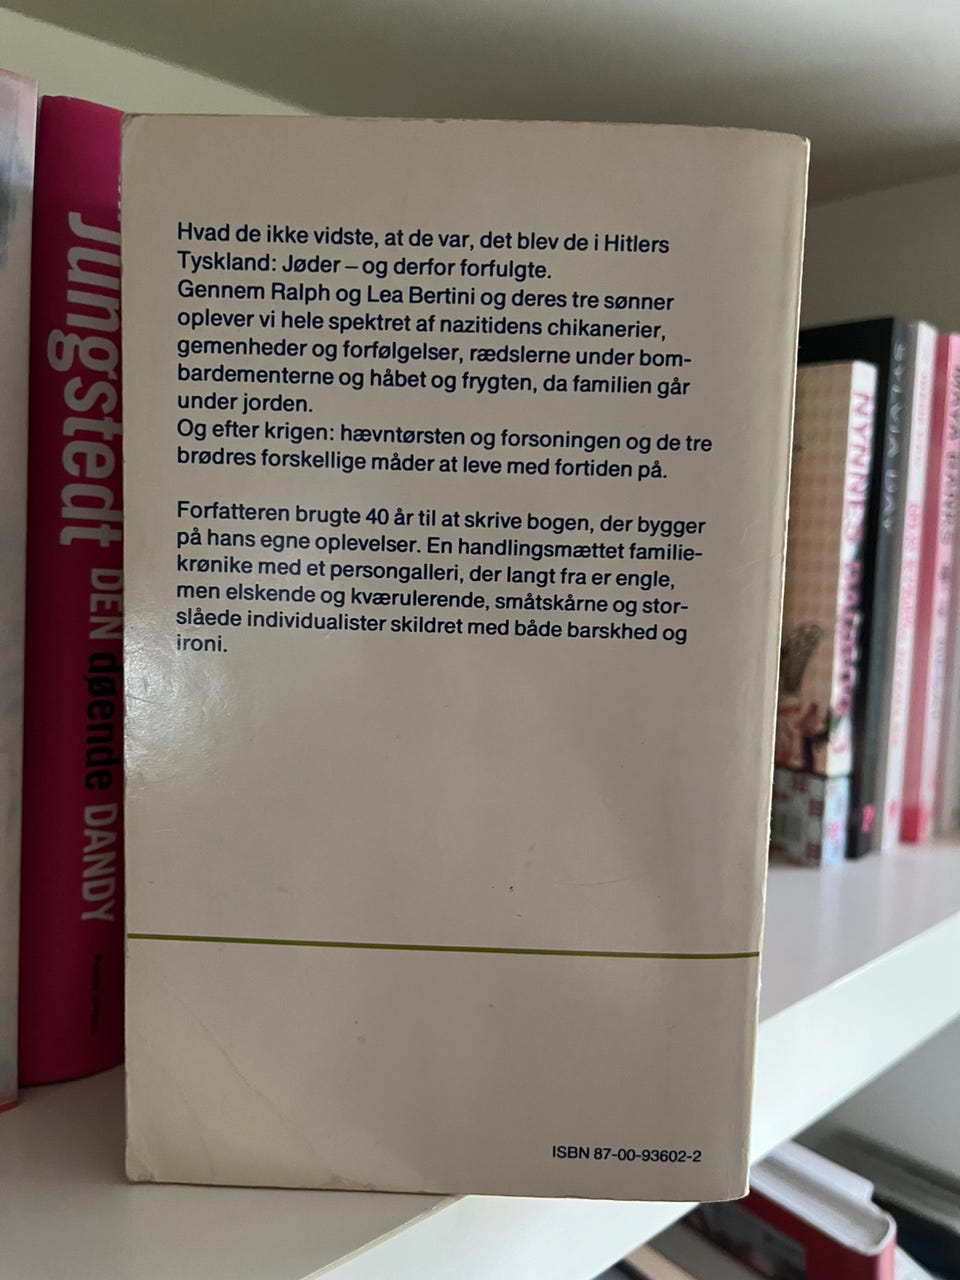 Hvad de ikke vidste, at de var, det blev de i Hitlers
Tyskland: Jøder – og derfor forfulgte.
Gennem Ralph og Lea Bertini og deres tre sønner
oplever vi hele spektret af nazitidens chikanerier,
gemenheder og forfølgelser, rædslerne under bom-
bardementerne og håbet og frygten, da familien går
under jorden.
Og efter krigen: hævntørsten og forsoningen og de tre
brødres forskellige måder at leve med fortiden på.
Forfatteren brugte 40 år til at skrive bogen, der bygger
på hans egne oplevelser. En handlingsmættet familie-
krønike med et persongalleri, der langt fra er engle,
men elskende og kværulerende, småtskårne og stor-
slåede individualister skildret med både barskhed og
ironi.
ISBN 87-00-93602-2
Jungstedt
DEN døende DANDY